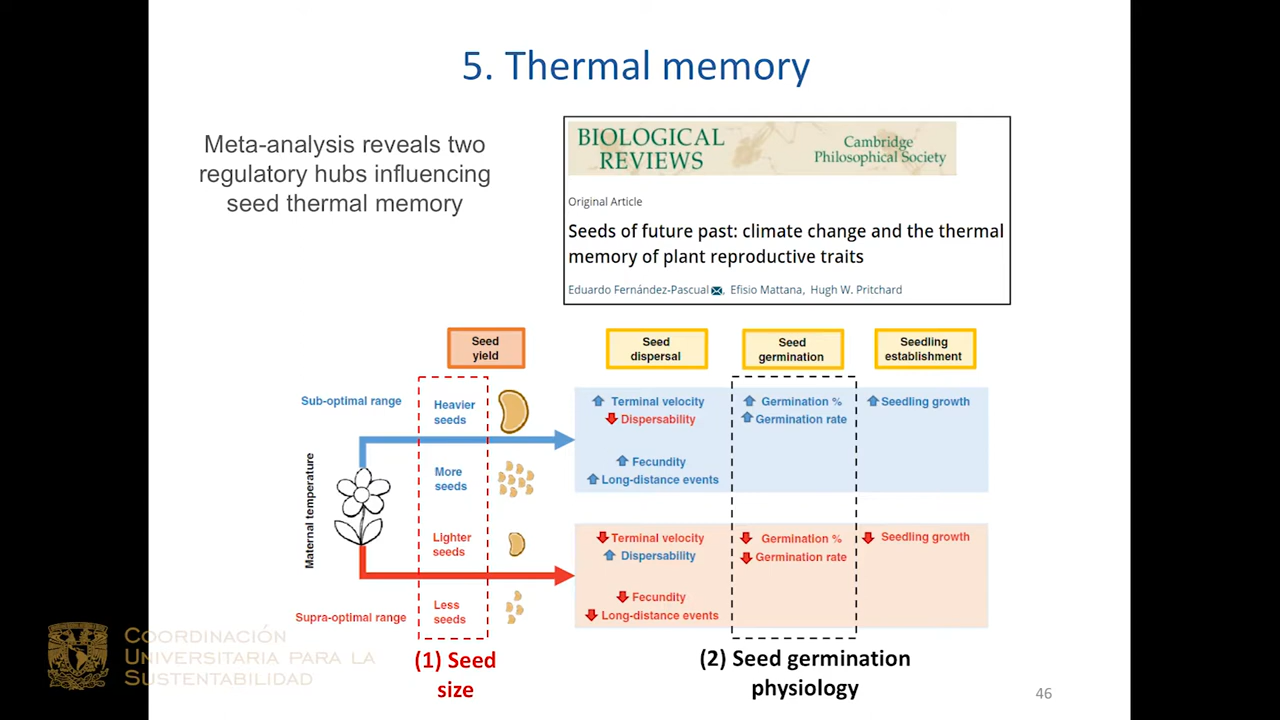 5. Thermal memory
Meta-analysis reveals two
regulatory hubs influencing
seed thermal memory
BIOLOGICAL
REVIEWS
Cambridge
Philosophical Society
Original Article
Seeds of future past: climate change and the thermal
memory of plant reproductive traits
Eduardo Fernández-Pascual, Efisio Mattana, Hugh W. Pritchard
Seed
yield
Seed
dispersal
Seed
germination
Seedling
establishment
Maternal temperature
Sub-optimal range
Heavier
seeds
More
seeds
Terminal velocity
Dispersability
Fecundity
Long-distance events
Germination %
Germination rate
Seedling growth
Supra-optimal range
Lighter
seeds
Less
seeds
Terminal velocity
Dispersability
Fecundity
Long-distance events
Germination %
Germination rate
Seedling growth
(1) Seed
size
(2) Seed germination
physiology
COORDINACIÓN
UNIVERSITARIA PARA LA
SUSTENTABILIDAD
46